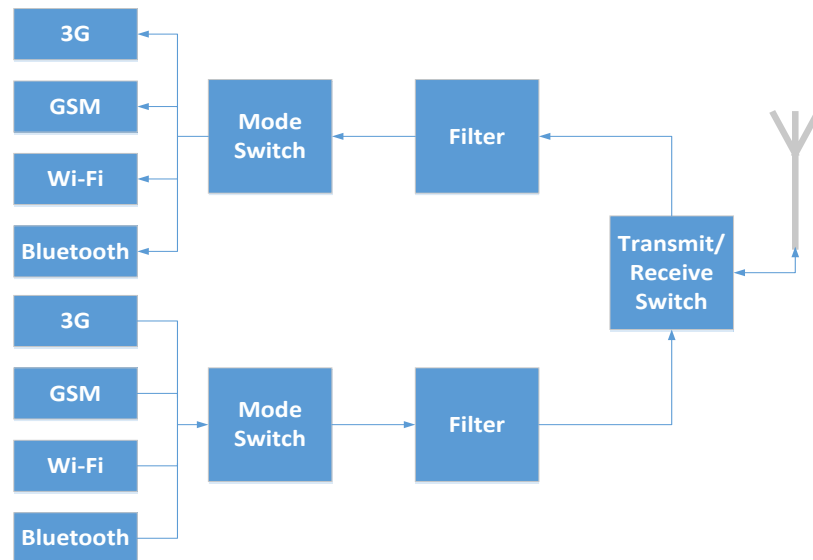 3G
GSM
Wi-Fi
Bluetooth
Mode
Switch
Filter
Transmit/
Receive
Switch
3G
GSM
Wi-Fi
Bluetooth
Mode
Switch
Filter